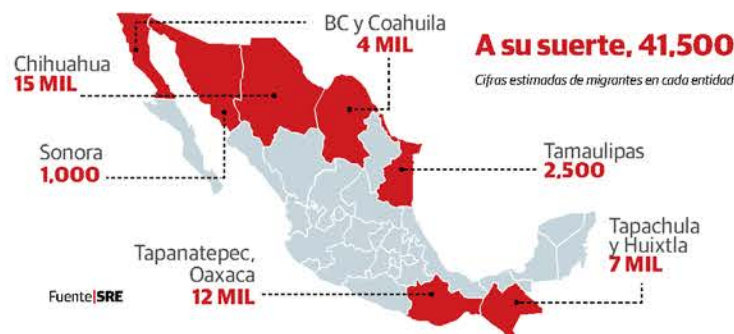 BC y Coahuila
4 MIL
A su suerte, 41,500
Cifras estimadas de migrantes en cada entidad
Chihuahua
15 MIL
Sonora
1,000
Tamaulipas
2,500
Tapachula
y Huixtla
7 MIL
Tapanatepec,
Oaxaca
12 MIL
Fuente|SRE